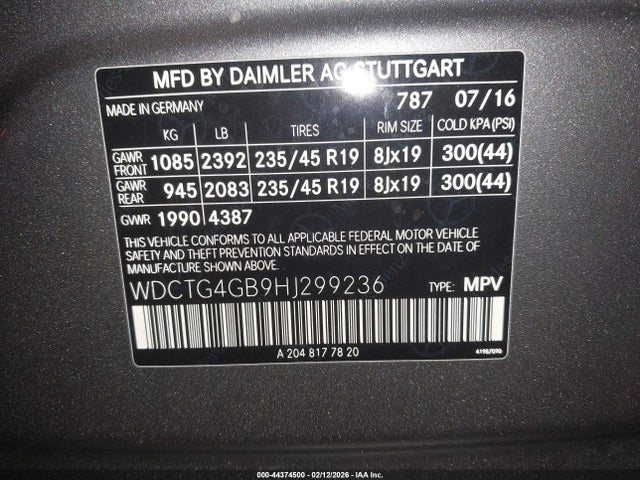 MFD BY DAIMLER AG STUTTGART
MADE IN GERMANY 787 07/16
KG LB TIRES RIM SIZE COLD KPA(PSI)
GAWR FRONT 1085 2392 235/45 R19 8Jx19 300(44)
GAWR REAR 945 2083 235/45 R19 8Jx19 300(44)
GVWR 1990 4387
THIS VEHICLE CONFORMS TO ALL APPLICABLE FEDERAL MOTOR VEHICLE
SAFETY AND THEFT PREVENTION STANDARDS IN EFFECT ON THE DATE
OF MANUFACTURE SHOWN ABOVE.
WDCTG4GB9HJ299236 TYPE: MPV
A 204 817 78 20
000-44374500 - 02/12/2026 - IAA Inc.